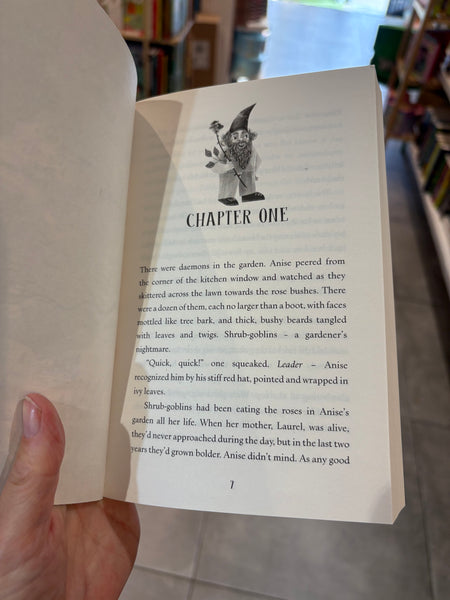 CHAPTER ONE
There were daemons in the garden. Anise peered from
the corner of the kitchen window and watched as they
skittered across the lawn towards the rose bushes. There
were a dozen of them, each no larger than a boot, with faces
mottled like tree bark, and thick, bushy beards tangled
with leaves and twigs. Shrub-goblins – a gardener's
nightmare.
"Quick, quick!" one squeaked. Leader – Anise
recognized him by his stiff red hat, pointed and wrapped in
ivy leaves.
Shrub-goblins had been eating the roses in Anise's
garden all her life. When her mother, Laurel, was alive,
they'd never approached during the day, but in the last two
years they'd grown bolder. Anise didn't mind. As any good
7